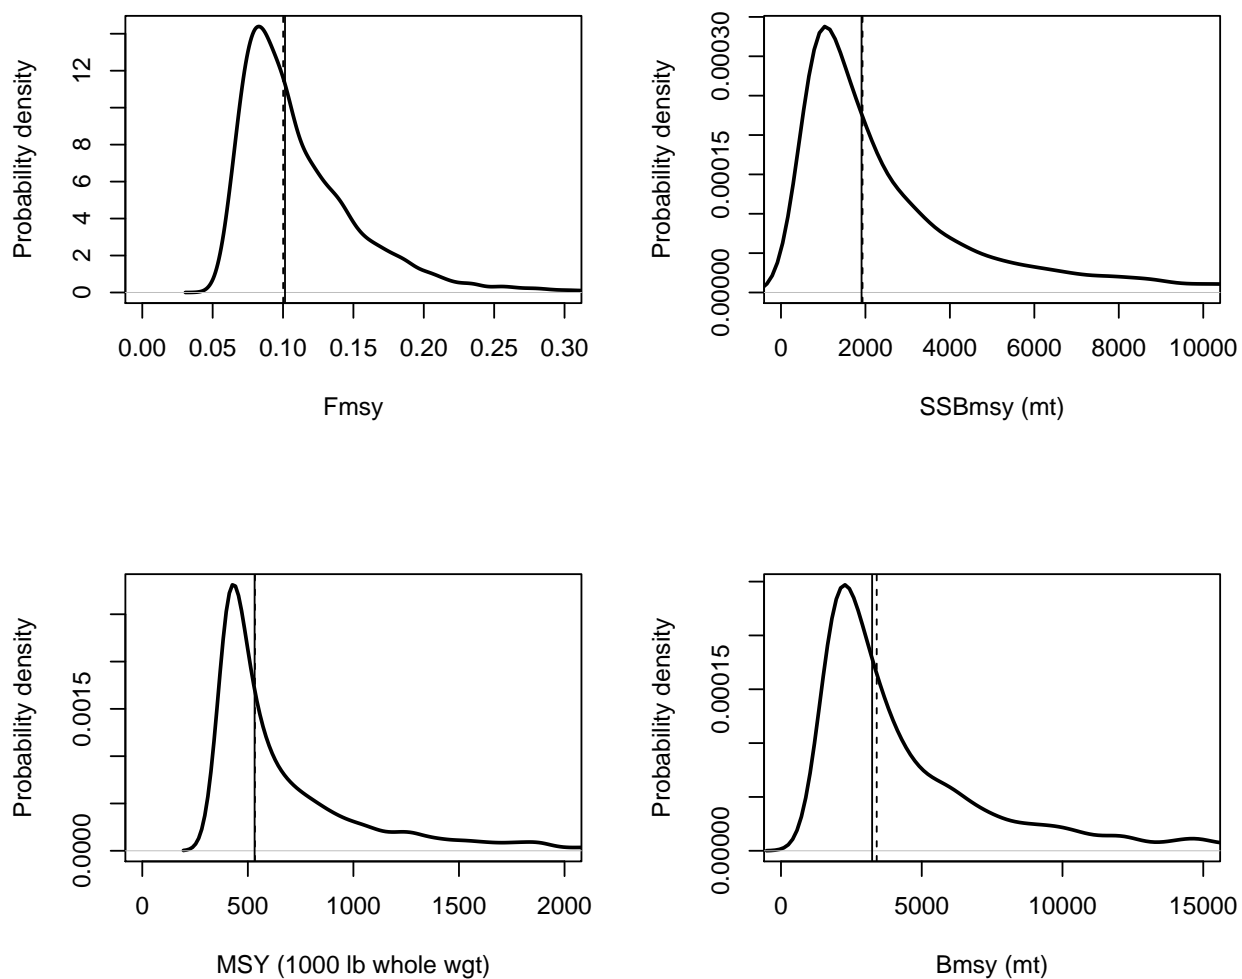 Probability density
0 2 4 6 8 12
0.00 0.05 0.10 0.15 0.20 0.25 0.30
Fmsy
Probability density
0.00000 0.00015 0.00030
0 2000 4000 6000 8000 10000
SSBmsy (mt)
Probability density
0.0000 0.0015
0 500 1000 1500 2000
MSY (1000 lb whole wgt)
Probability density
0.00000 0.00015
0 5000 10000 15000
Bmsy (mt)